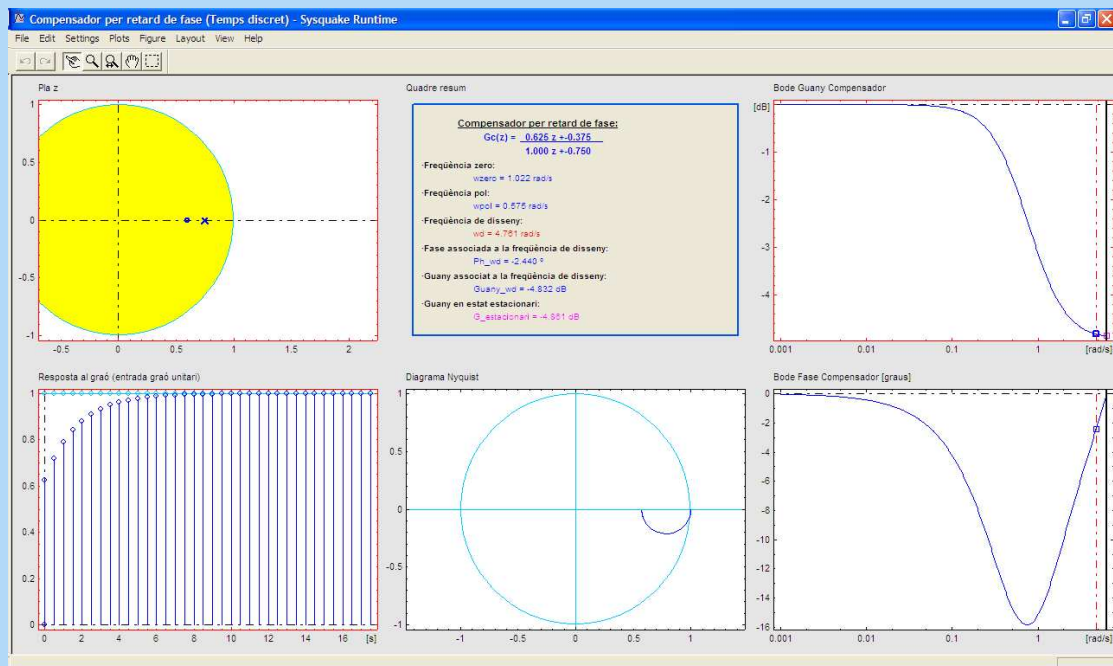 Compensador per retard de fase (Temps discret) - Sysquake Runtime
File Edit Settings Plots Figure Layout View Help
Pla z
1
0.5
0
-0.5
-1
-0.5 0 0.5 1 1.5 2
Quadre resum
Compensador per retard de fase:
Gc(z) = 0.625 z +-0.375
1.000 z +-0.750
·Freqüència zero:
wzero = 1.022 rad/s
·Freqüència pol:
wpol = 0.575 rad/s
·Freqüència de disseny:
wd = 4.761 rad/s
·Fase associada a la freqüència de disseny:
Ph_wd = -2.440 º
·Guany associat a la freqüència de disseny:
Guany_wd = -4.832 dB
·Guany en estat estacionari:
G_estacionari = -4.861 dB
Bode Guany Compensador
[dB]
-1
-2
-3
-4
0.001 0.01 0.1 1 [rad/s]
Resposta al graó (entrada graó unitari)
1
0.8
0.6
0.4
0.2
0
0 2 4 6 8 10 12 14 16 [s]
Diagrama Nyquist
1
0.5
0
-0.5
-1
-1 -0.5 0 0.5 1
Bode Fase Compensador [graus]
0
-2
-4
-6
-8
-10
-12
-14
-16
0.001 0.01 0.1 1 [rad/s]